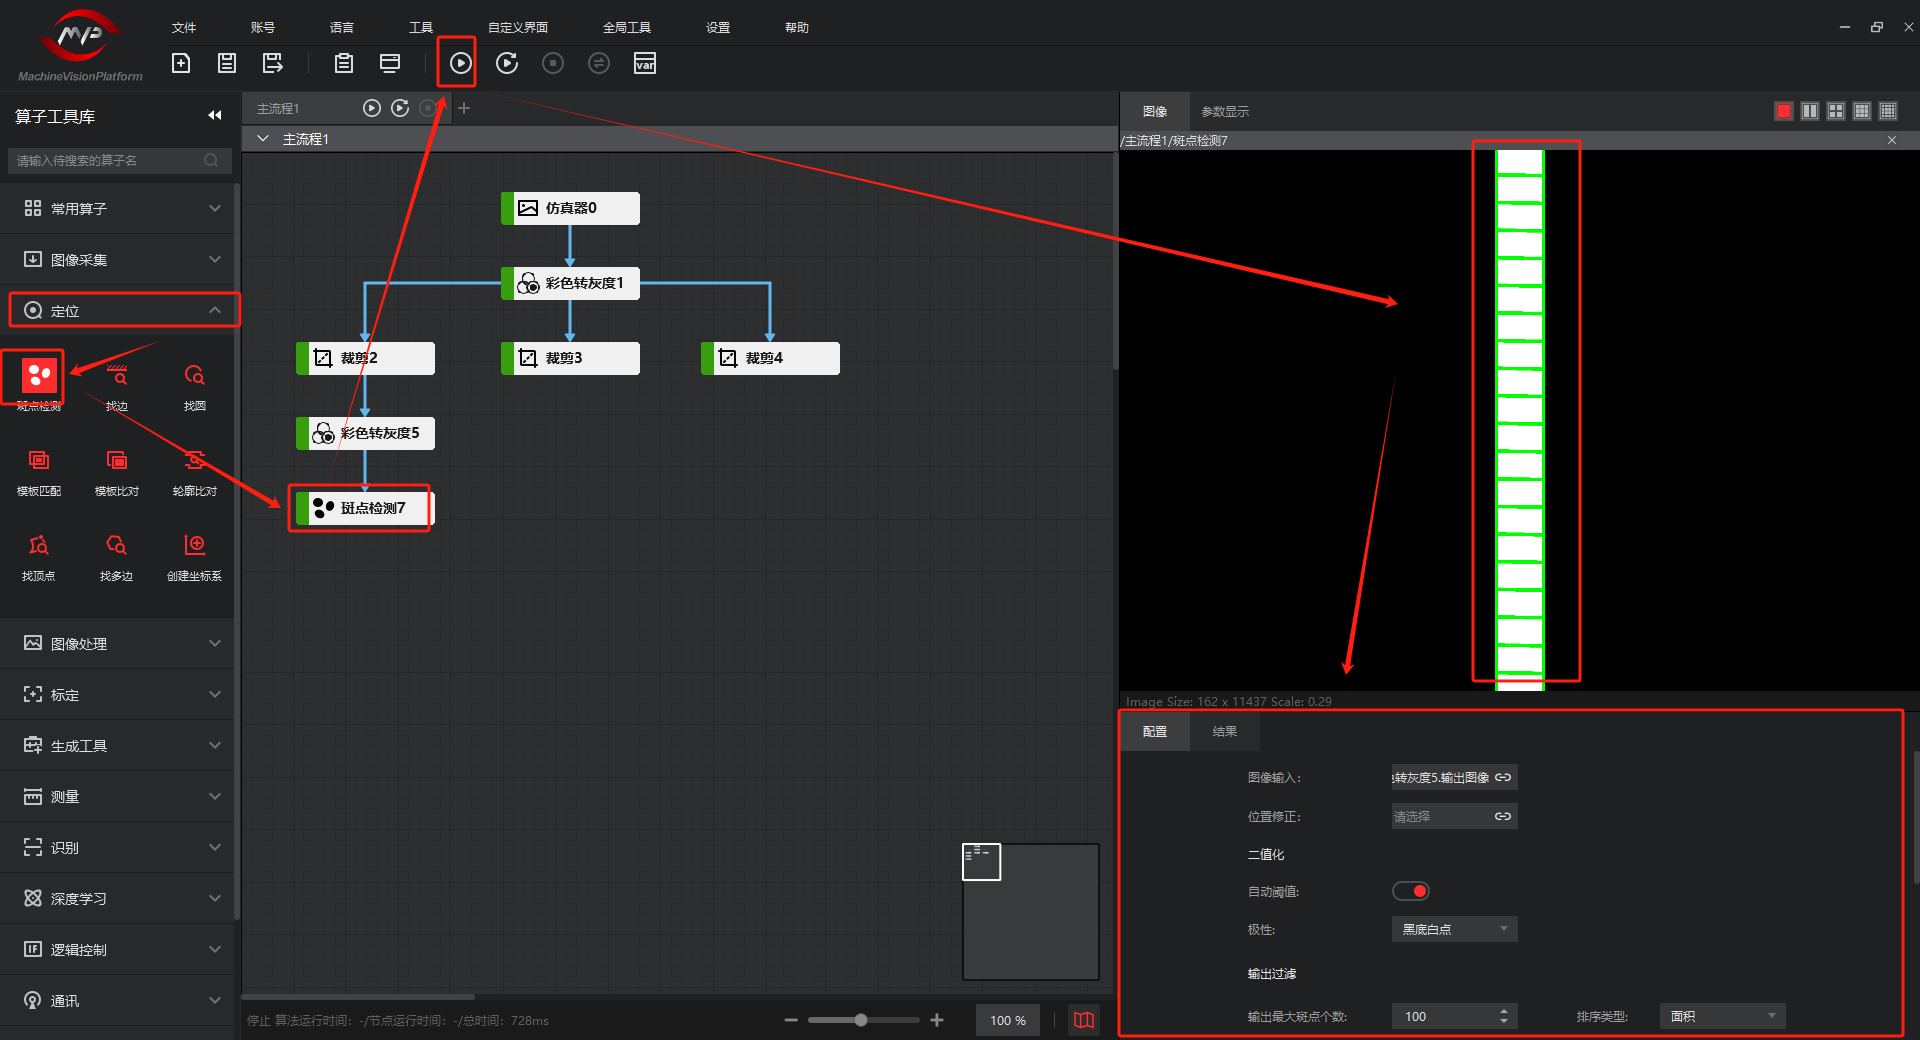 MVP
MachineVisionPlatform
文件 账号 语言 工具 自定义界面 全局工具 设置 帮助
var
算子工具库
请输入待搜索的算子名
常用算子
图像采集
定位
斑点检测 找边 找圆
模板匹配 模板比对 轮廓比对
找顶点 找多边 创建坐标系
图像处理
标定
生成工具
测量
识别
深度学习
IF 逻辑控制
通讯
主流程1
主流程1
仿真器0
彩色转灰度1
裁剪2 裁剪3 裁剪4
彩色转灰度5
斑点检测7
停止 算法运行时间: -/节点运行时间: -/总时间: 728ms
100 %
图像 参数显示
/主流程1/斑点检测7
Image Size: 162 x 11437 Scale: 0.29
配置 结果
图像输入: 转灰度5.输出图像
位置修正: 请选择
二值化
自动阈值:
极性: 黑底白点
输出过滤
输出最大斑点个数: 100 排序类型: 面积